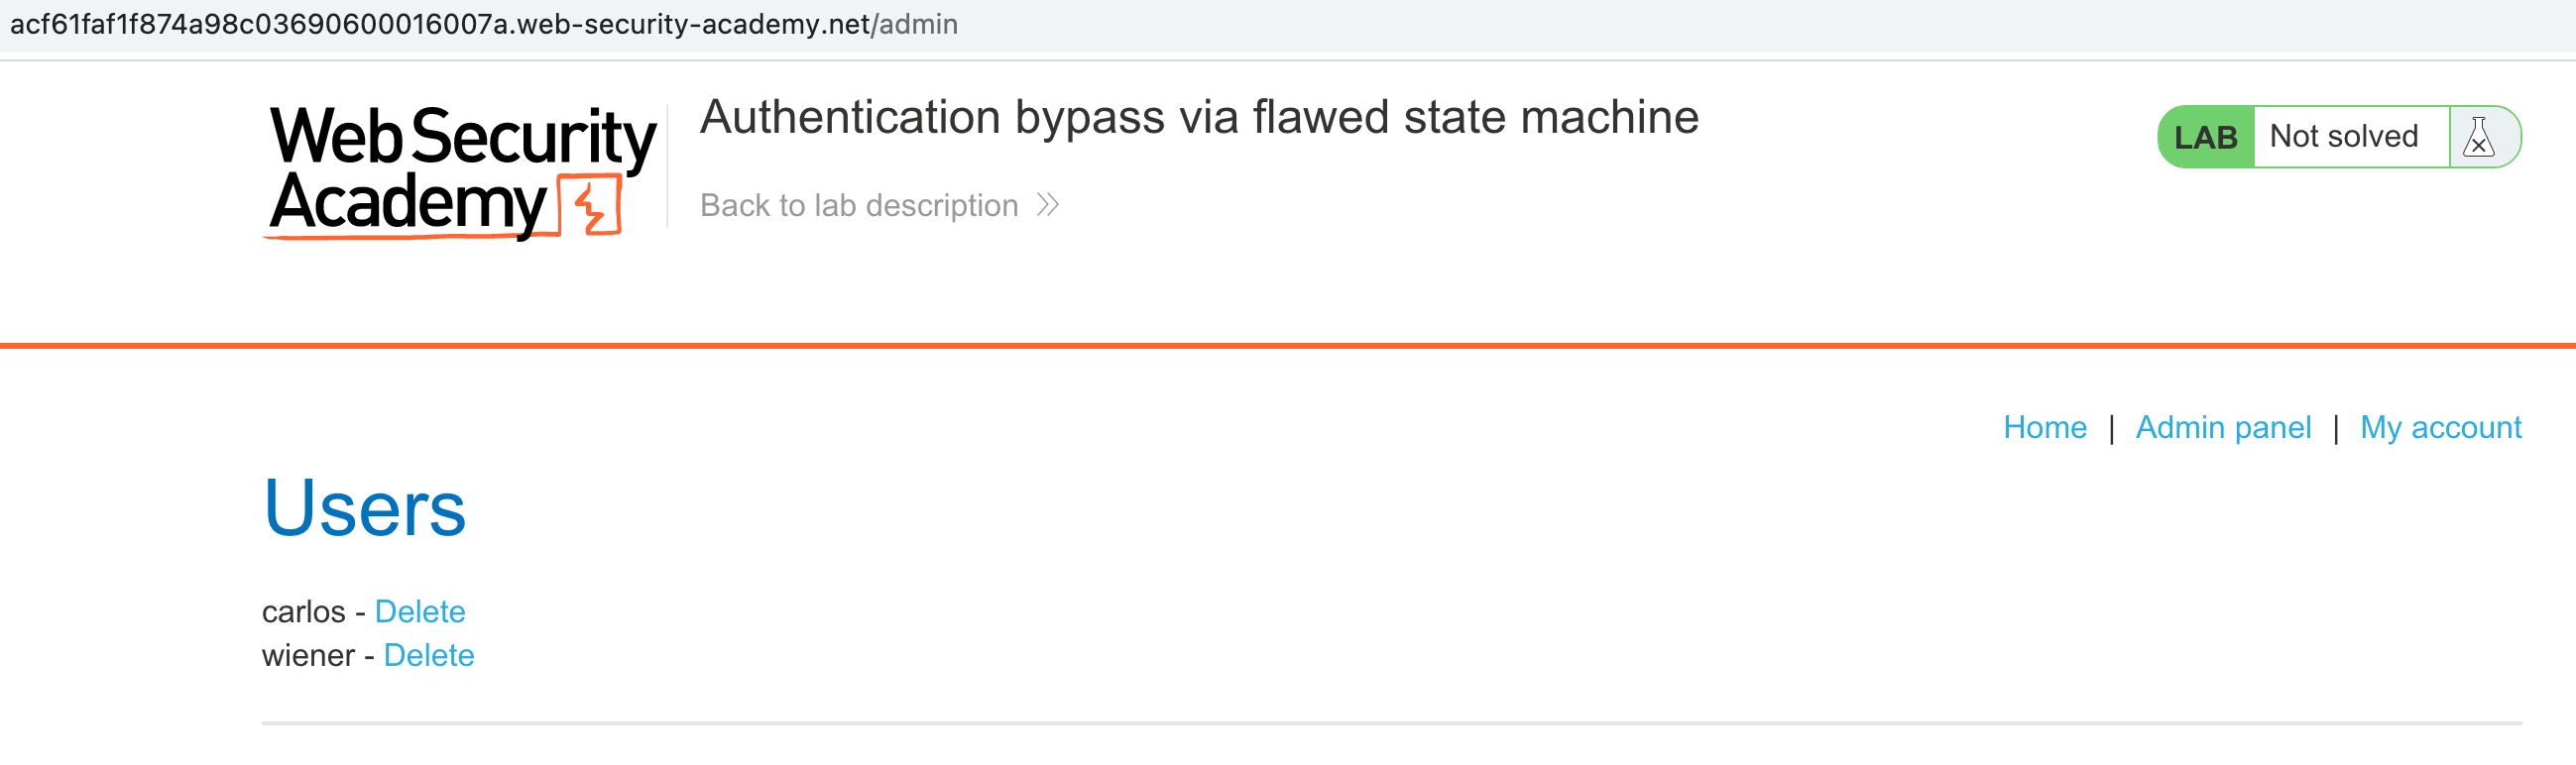 acf61faf1f874a98c03690600016007a.web-security-academy.net/admin
Web Security
Academy
Authentication bypass via flawed state machine
Back to lab description
LAB Not solved
Home | Admin panel | My account
Users
carlos - Delete
wiener - Delete